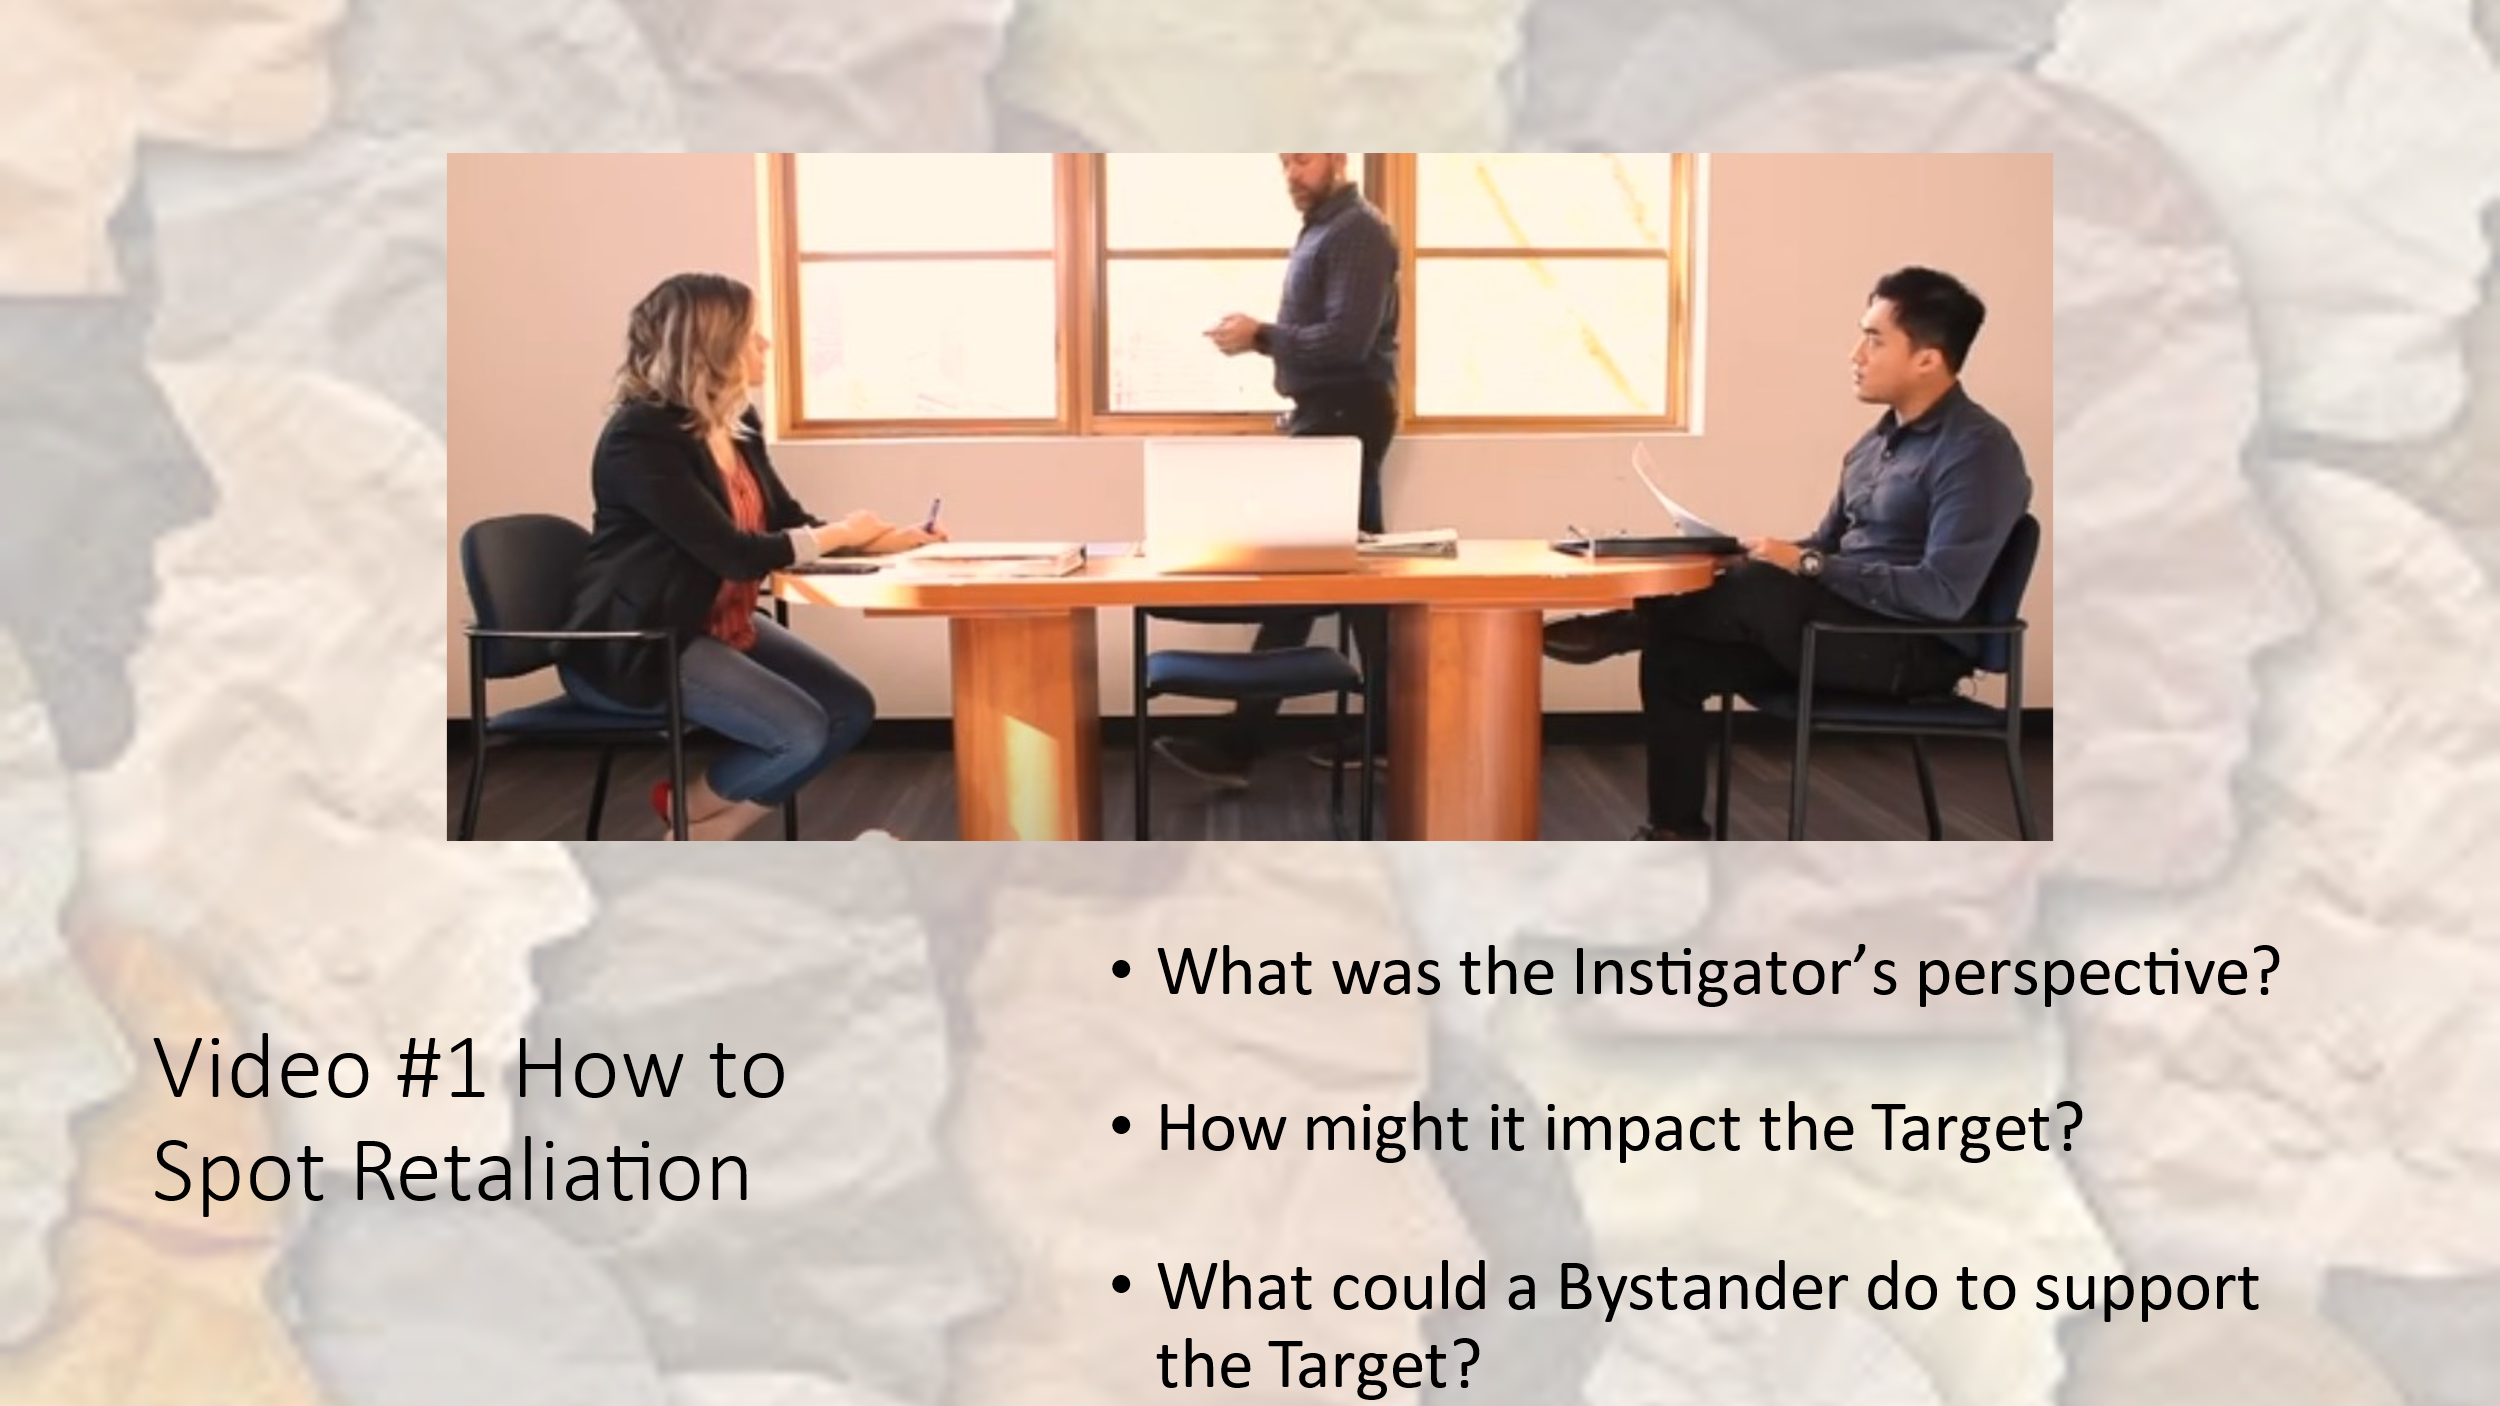 Video #1 How to
Spot Retaliation
• What was the Instigator’s perspective?
• How might it impact the Target?
• What could a Bystander do to support
the Target?